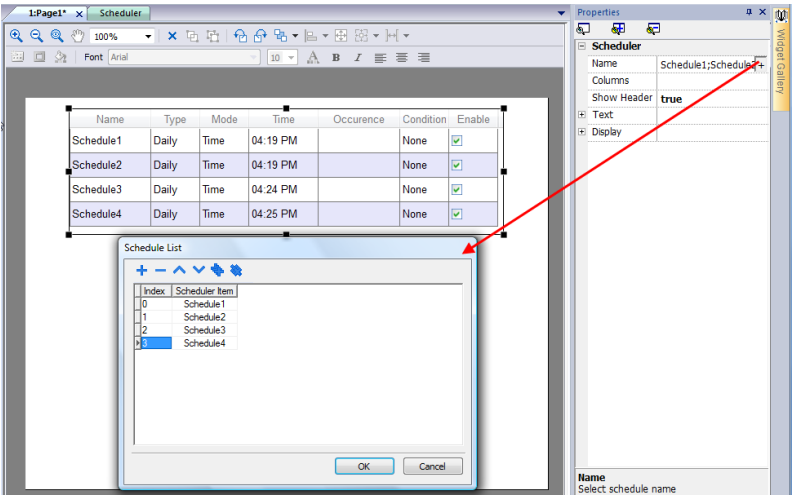 1:Page1* x Scheduler
Properties
100%
Font Arial 10 A B I
Scheduler
Name Schedule1;Schedule2 +
Columns
Show Header true
Text
Display
Widget Gallery
Name Type Mode Time Occurence Condition Enable
Schedule1 Daily Time 04:19 PM None
Schedule2 Daily Time 04:19 PM None
Schedule3 Daily Time 04:24 PM None
Schedule4 Daily Time 04:25 PM None
Schedule List
Index Scheduler Item
0 Schedule1
1 Schedule2
2 Schedule3
3 Schedule4
OK Cancel
Name
Select schedule name